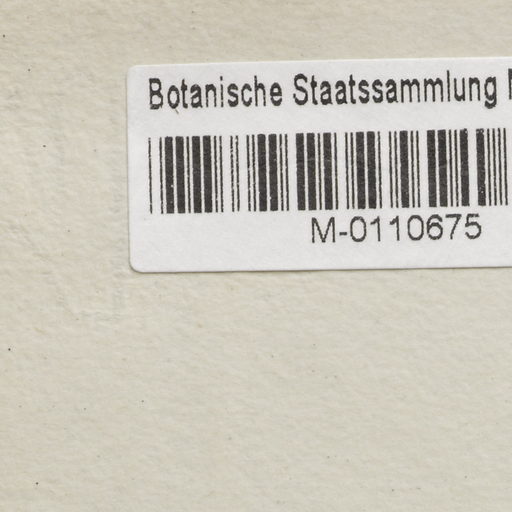 Botanische Staatssammlung
M-0110675